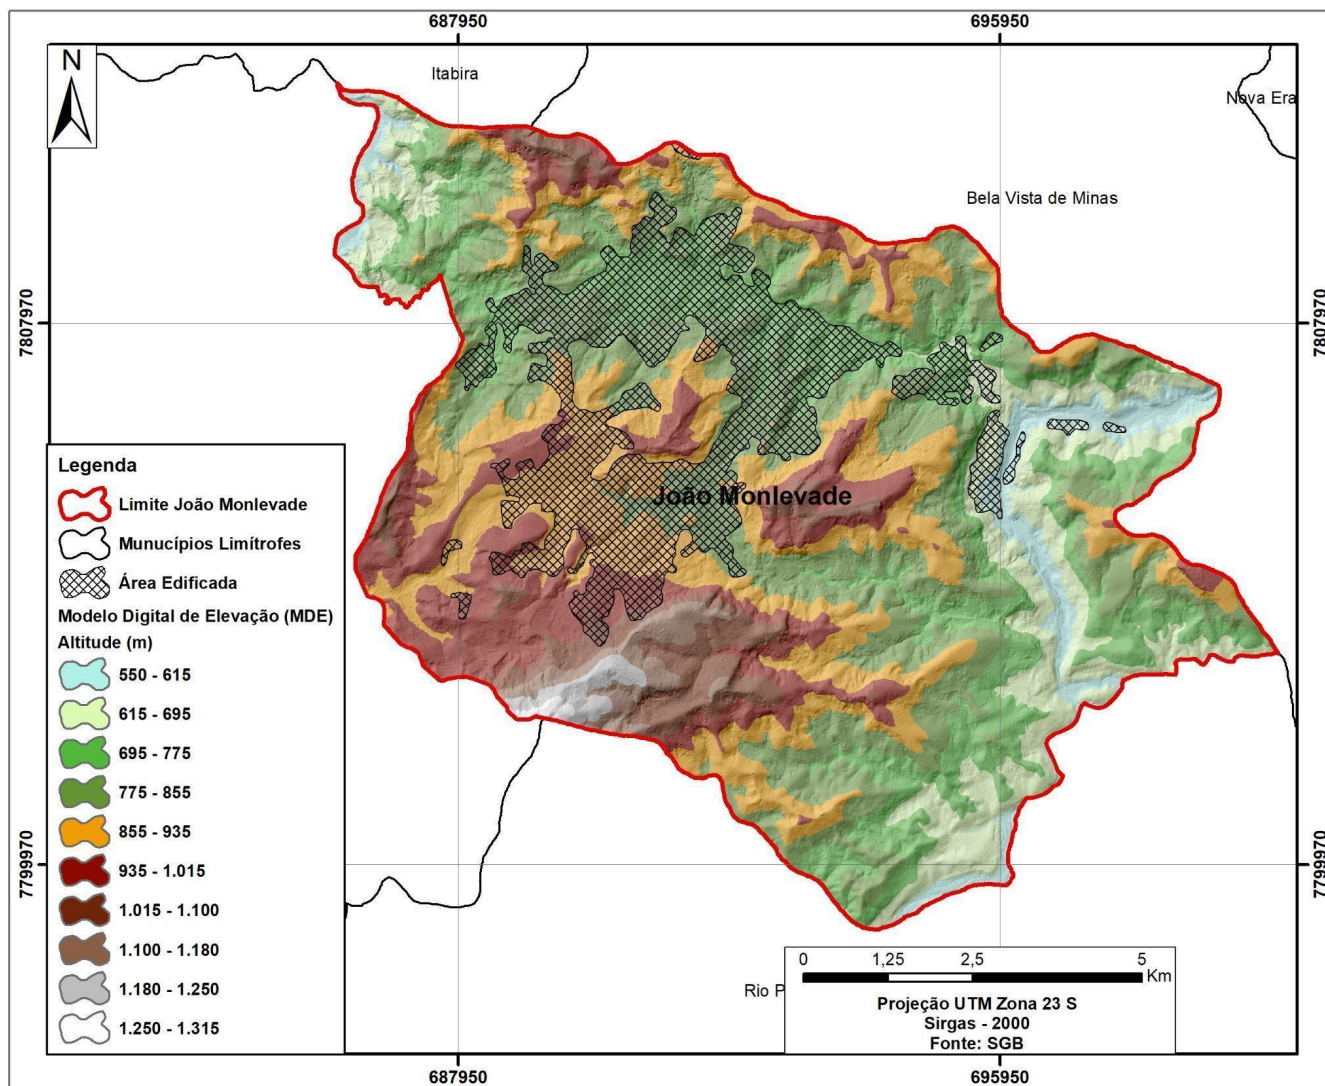 687950
695950
N
Itabira
Nova Era
Bela Vista de Minas
7807970
7807970
João Monlevade
Legenda
Limite João Monlevade
Munucípios Limítrofes
Área Edificada
Modelo Digital de Elevação (MDE)
Altitude (m)
550 - 615
615 - 695
695 - 775
775 - 855
855 - 935
935 - 1.015
1.015 - 1.100
1.100 - 1.180
1.180 - 1.250
1.250 - 1.315
7799970
7799970
Rio P
0 1,25 2,5 5
Km
Projeção UTM Zona 23 S
Sirgas - 2000
Fonte: SGB
687950
695950